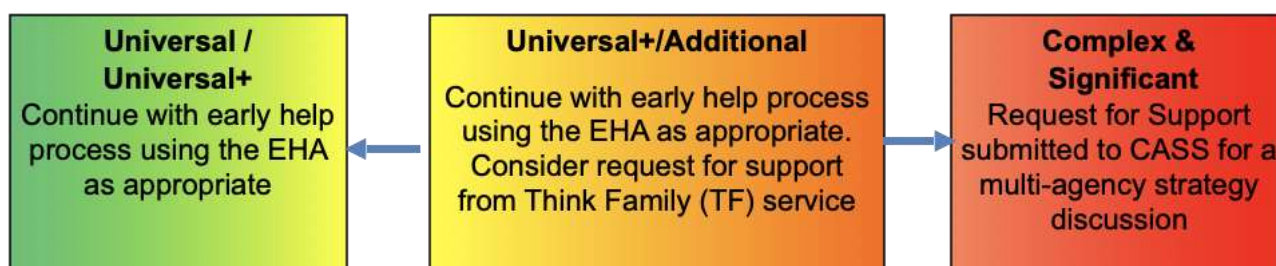 Universal /
Universal+
Continue with early help
process using the EHA
as appropriate
Universal+/Additional
Continue with early help process
using the EHA as appropriate.
Consider request for support
from Think Family (TF) service
Complex &
Significant
Request for Support
submitted to CASS for a
multi-agency strategy
discussion